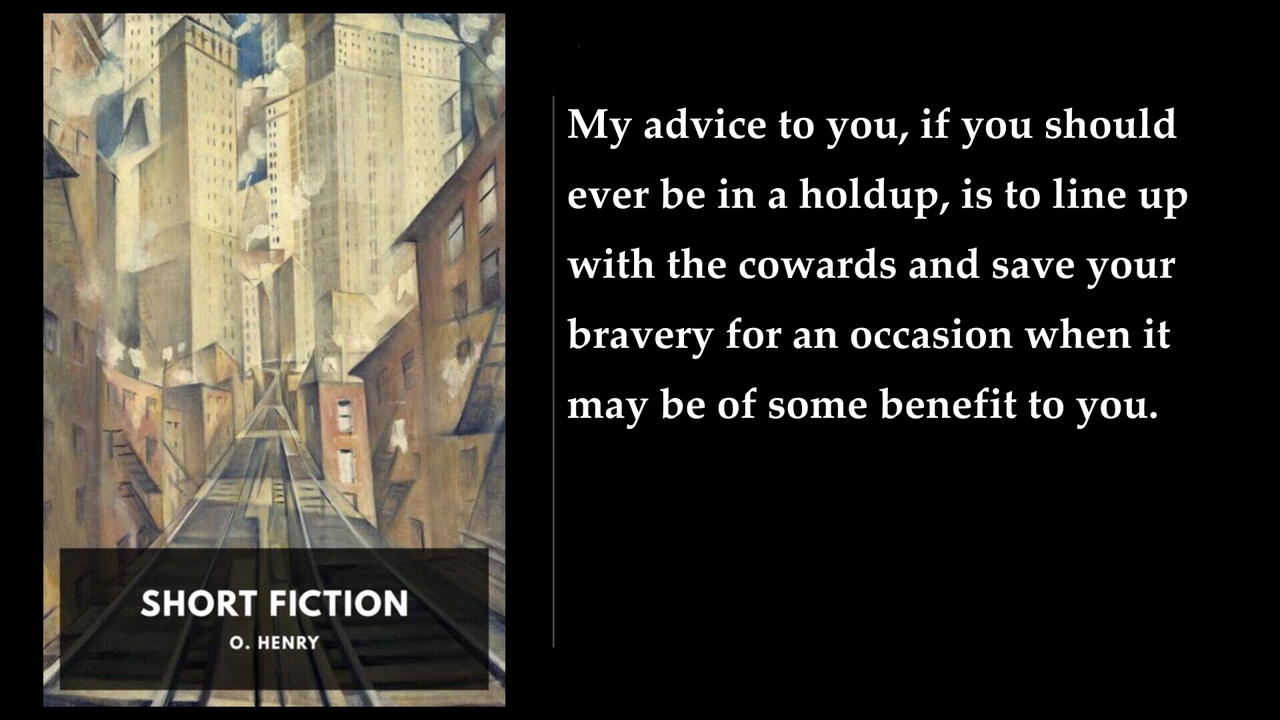 My advice to you, if you should
ever be in a holdup, is to line up
with the cowards and save your
bravery for an occasion when it
may be of some benefit to you.
SHORT FICTION
O. HENRY